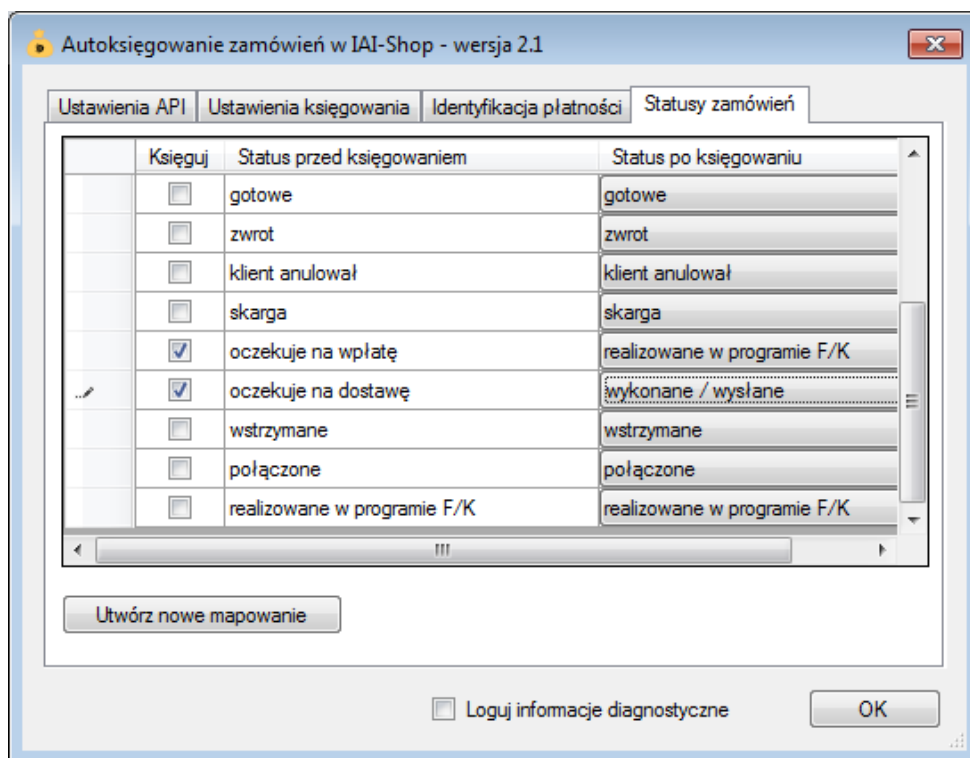 Autoksięgowanie zamówień w IAI-Shop - wersja 2.1
Ustawienia API Ustawienia księgowania Identyfikacja płatności Statusy zamówień
Księguj Status przed księgowaniem Status po księgowaniu
gotowe gotowe
zwrot zwrot
klient anulował klient anulował
skarga skarga
oczekuje na wpłatę realizowane w programie F/K
oczekuje na dostawę wykonane / wysłane
wstrzymane wstrzymane
połączone połączone
realizowane w programie F/K realizowane w programie F/K
Utwórz nowe mapowanie
Loguj informacje diagnostyczne OK